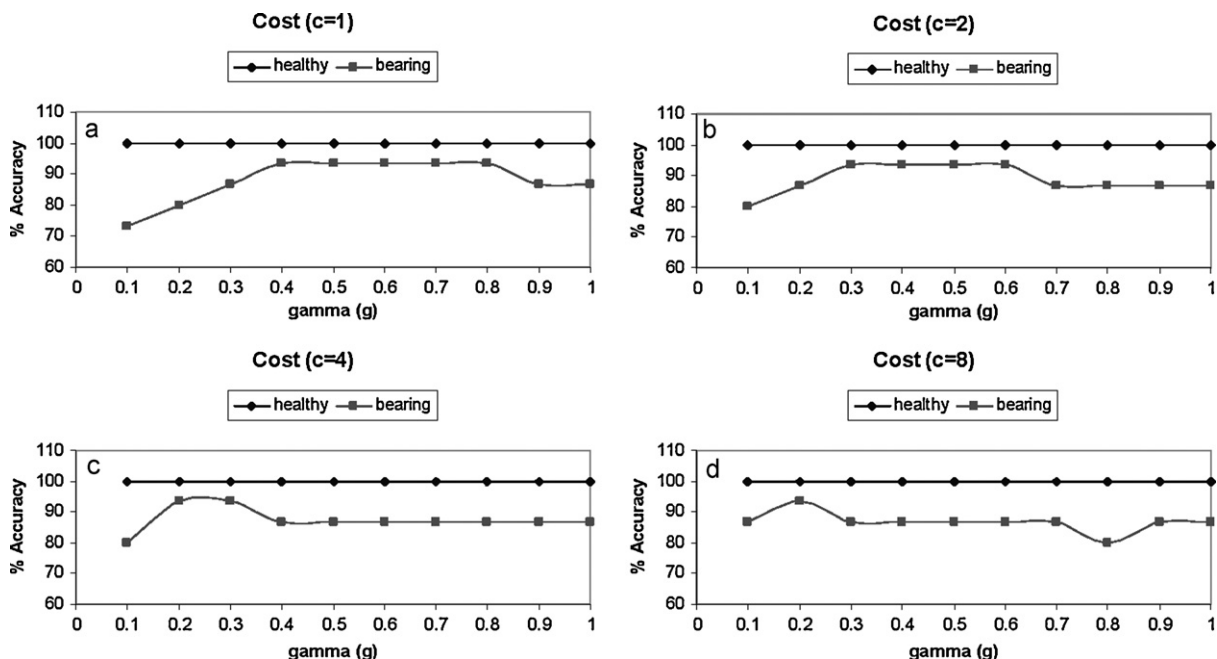 Cost (c=1)
healthy bearing
a
% Accuracy
110
100
90
80
70
60
0 0.1 0.2 0.3 0.4 0.5 0.6 0.7 0.8 0.9 1
gamma (g)
Cost (c=2)
healthy bearing
b
% Accuracy
110
100
90
80
70
60
0 0.1 0.2 0.3 0.4 0.5 0.6 0.7 0.8 0.9 1
gamma (g)
Cost (c=4)
healthy bearing
c
% Accuracy
110
100
90
80
70
60
0 0.1 0.2 0.3 0.4 0.5 0.6 0.7 0.8 0.9 1
gamma (g)
Cost (c=8)
healthy bearing
d
% Accuracy
110
100
90
80
70
60
0 0.1 0.2 0.3 0.4 0.5 0.6 0.7 0.8 0.9 1
gamma (g)